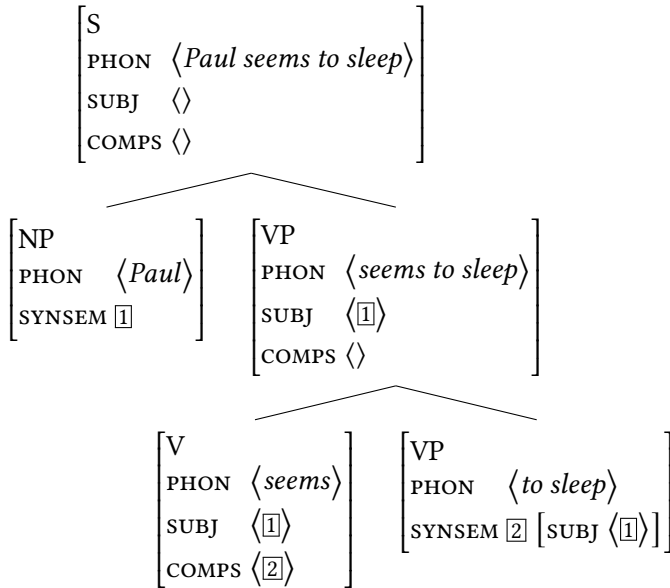 S
PHON ⟨Paul seems to sleep⟩
SUBJ ⟨⟩
COMPS ⟨⟩
NP
PHON ⟨Paul⟩
SYNSEM 1
VP
PHON ⟨seems to sleep⟩
SUBJ ⟨1⟩
COMPS ⟨⟩
V
PHON ⟨seems⟩
SUBJ ⟨1⟩
COMPS ⟨2⟩
VP
PHON ⟨to sleep⟩
SYNSEM 2 [SUBJ ⟨1⟩]